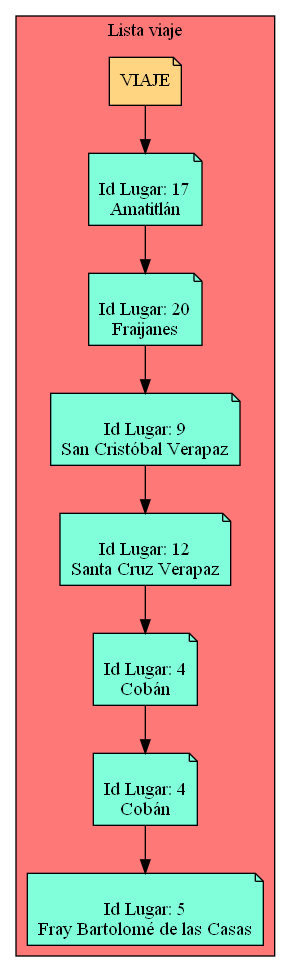 Lista viaje
VIAJE
Id Lugar: 17
Amatitlán
Id Lugar: 20
Fraijanes
Id Lugar: 9
San Cristóbal Verapaz
Id Lugar: 12
Santa Cruz Verapaz
Id Lugar: 4
Cobán
Id Lugar: 4
Cobán
Id Lugar: 5
Fray Bartolomé de las Casas